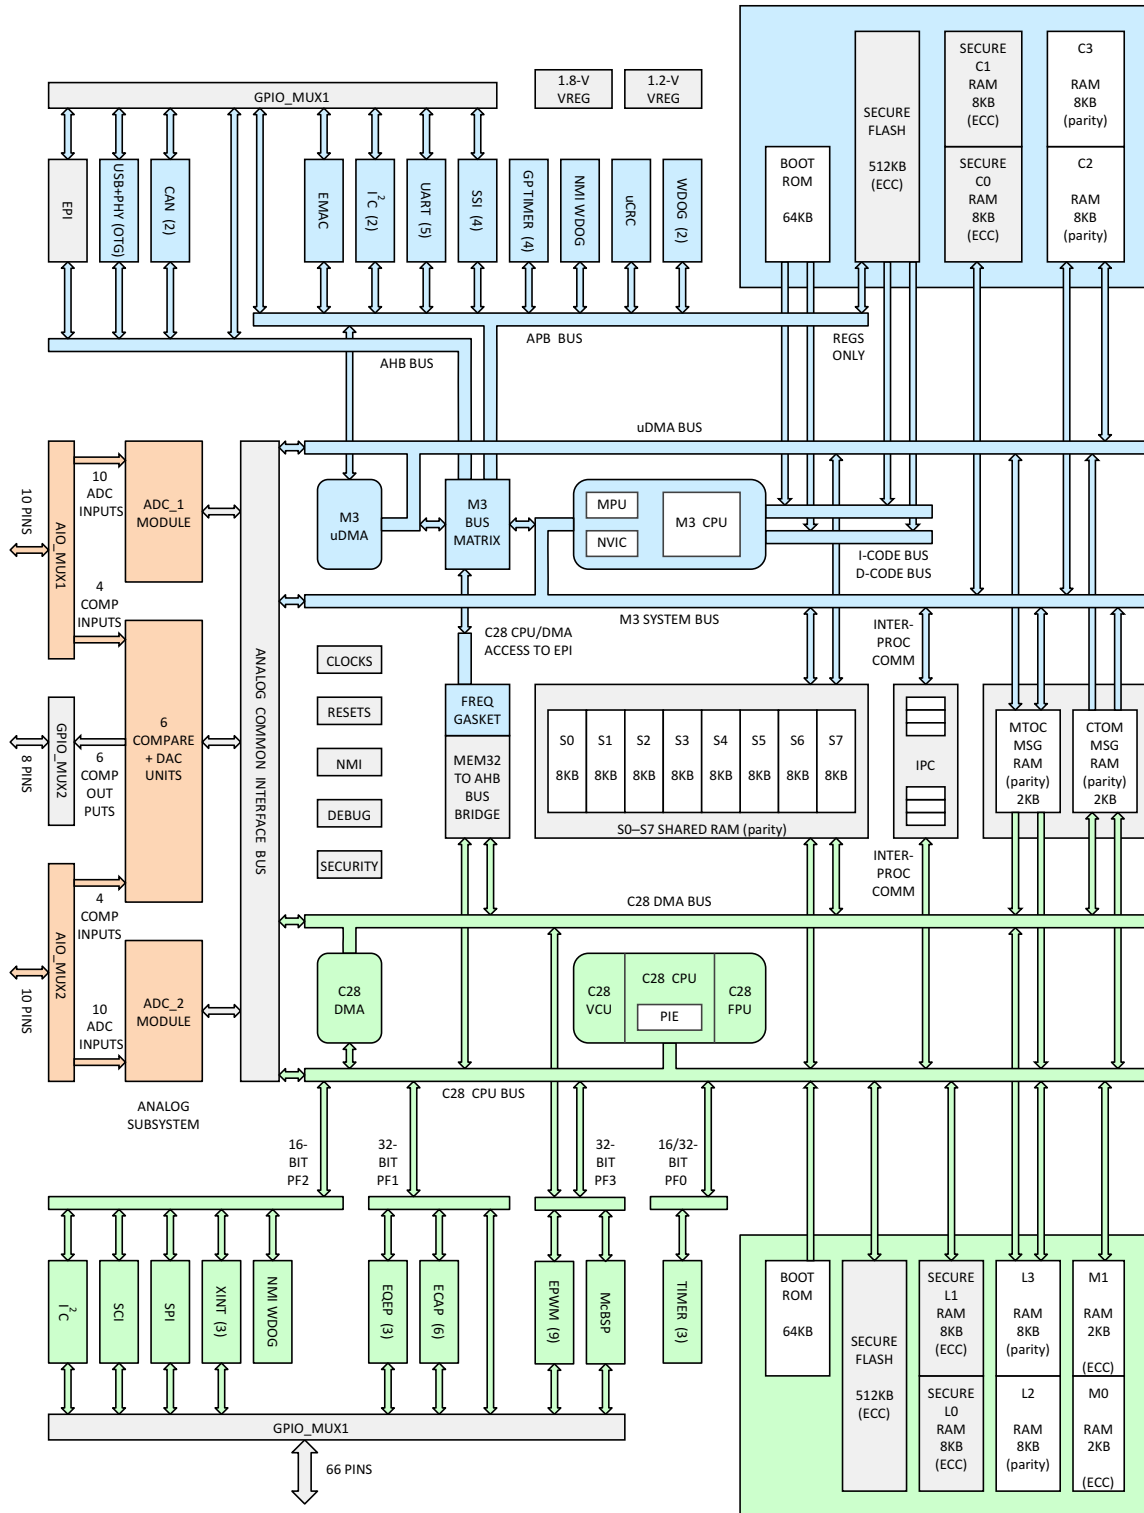 GPIO_MUX1
1.8-V
VREG
1.2-V
VREG
EPI
USB+PHY (OTG)
CAN (2)
EMAC
I2C (2)
UART (5)
SSI (4)
GP TIMER (4)
NMI WDOG
uCRC
WDOG (2)
BOOT
ROM
64KB
SECURE
FLASH
512KB
(ECC)
SECURE
C1
RAM
8KB
(ECC)
SECURE
C0
RAM
8KB
(ECC)
C3
RAM
8KB
(parity)
C2
RAM
8KB
(parity)
APB BUS
AHB BUS
REGS
ONLY
uDMA BUS
10 PINS
AIO_MUX1
10
ADC
INPUTS
ADC_1
MODULE
4
COMP
INPUTS
M3
uDMA
M3
BUS
MATRIX
MPU
NVIC
M3 CPU
I-CODE BUS
D-CODE BUS
M3 SYSTEM BUS
C28 CPU/DMA
ACCESS TO EPI
INTER-
PROC
COMM
ANALOG COMMON INTERFACE BUS
CLOCKS
RESETS
NMI
DEBUG
SECURITY
FREQ
GASKET
MEM32
TO AHB
BUS
BRIDGE
S0
8KB
S1
8KB
S2
8KB
S3
8KB
S4
8KB
S5
8KB
S6
8KB
S7
8KB
S0–S7 SHARED RAM (parity)
IPC
MTOC
MSG
RAM
(parity)
2KB
CTOM
MSG
RAM
(parity)
2KB
8 PINS
GPIO_MUX2
6
COMP
OUT
PUTS
6
COMPARE
+ DAC
UNITS
INTER-
PROC
COMM
4
COMP
INPUTS
C28 DMA BUS
10 PINS
AIO_MUX2
10
ADC
INPUTS
ADC_2
MODULE
C28
DMA
C28
VCU
C28 CPU
PIE
C28
FPU
C28 CPU BUS
ANALOG
SUBSYSTEM
16-
BIT
PF2
32-
BIT
PF1
32-
BIT
PF3
16/32-
BIT
PF0
I2C
SCI
SPI
XINT (3)
NMI WDOG
EQEP (3)
ECAP (6)
EPWM (9)
McBSP
TIMER (3)
BOOT
ROM
64KB
SECURE
FLASH
512KB
(ECC)
SECURE
L1
RAM
8KB
(ECC)
SECURE
L0
RAM
8KB
(ECC)
L3
RAM
8KB
(parity)
L2
RAM
8KB
(parity)
M1
RAM
2KB
(ECC)
M0
RAM
2KB
(ECC)
GPIO_MUX1
66 PINS